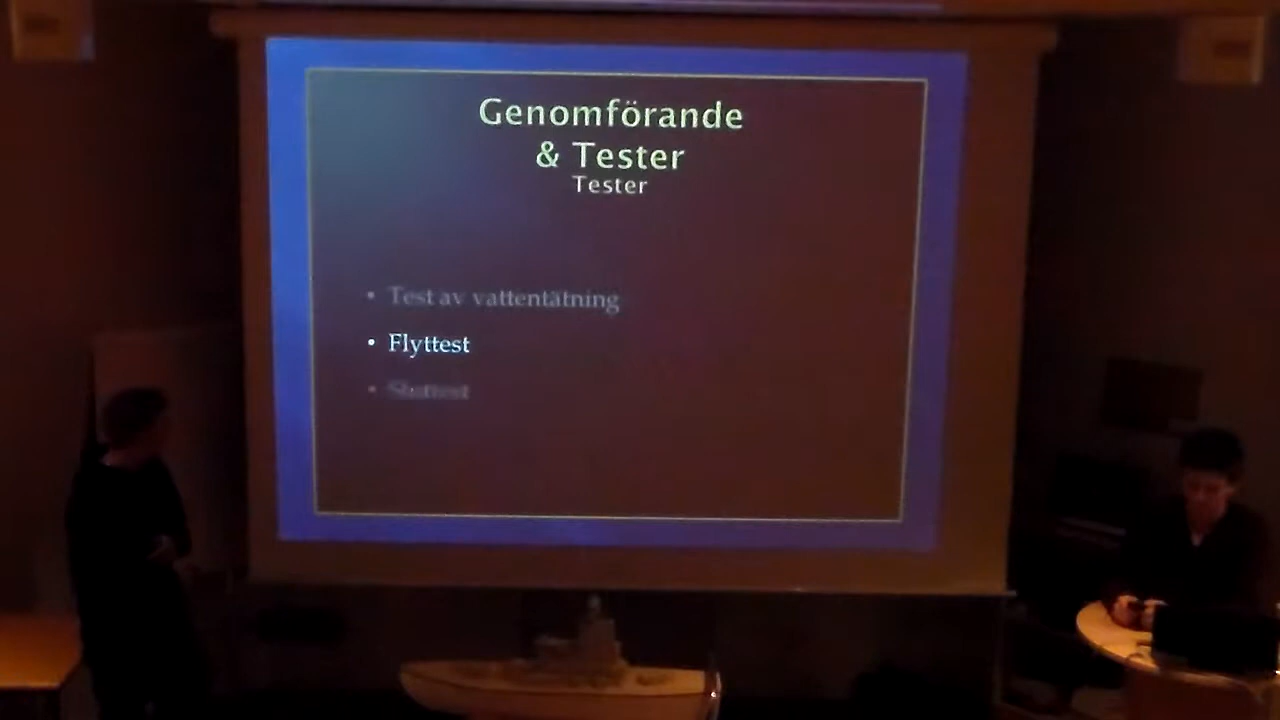 Genomförande
& Tester
Tester
• Test av vattentätning
• Flyttest